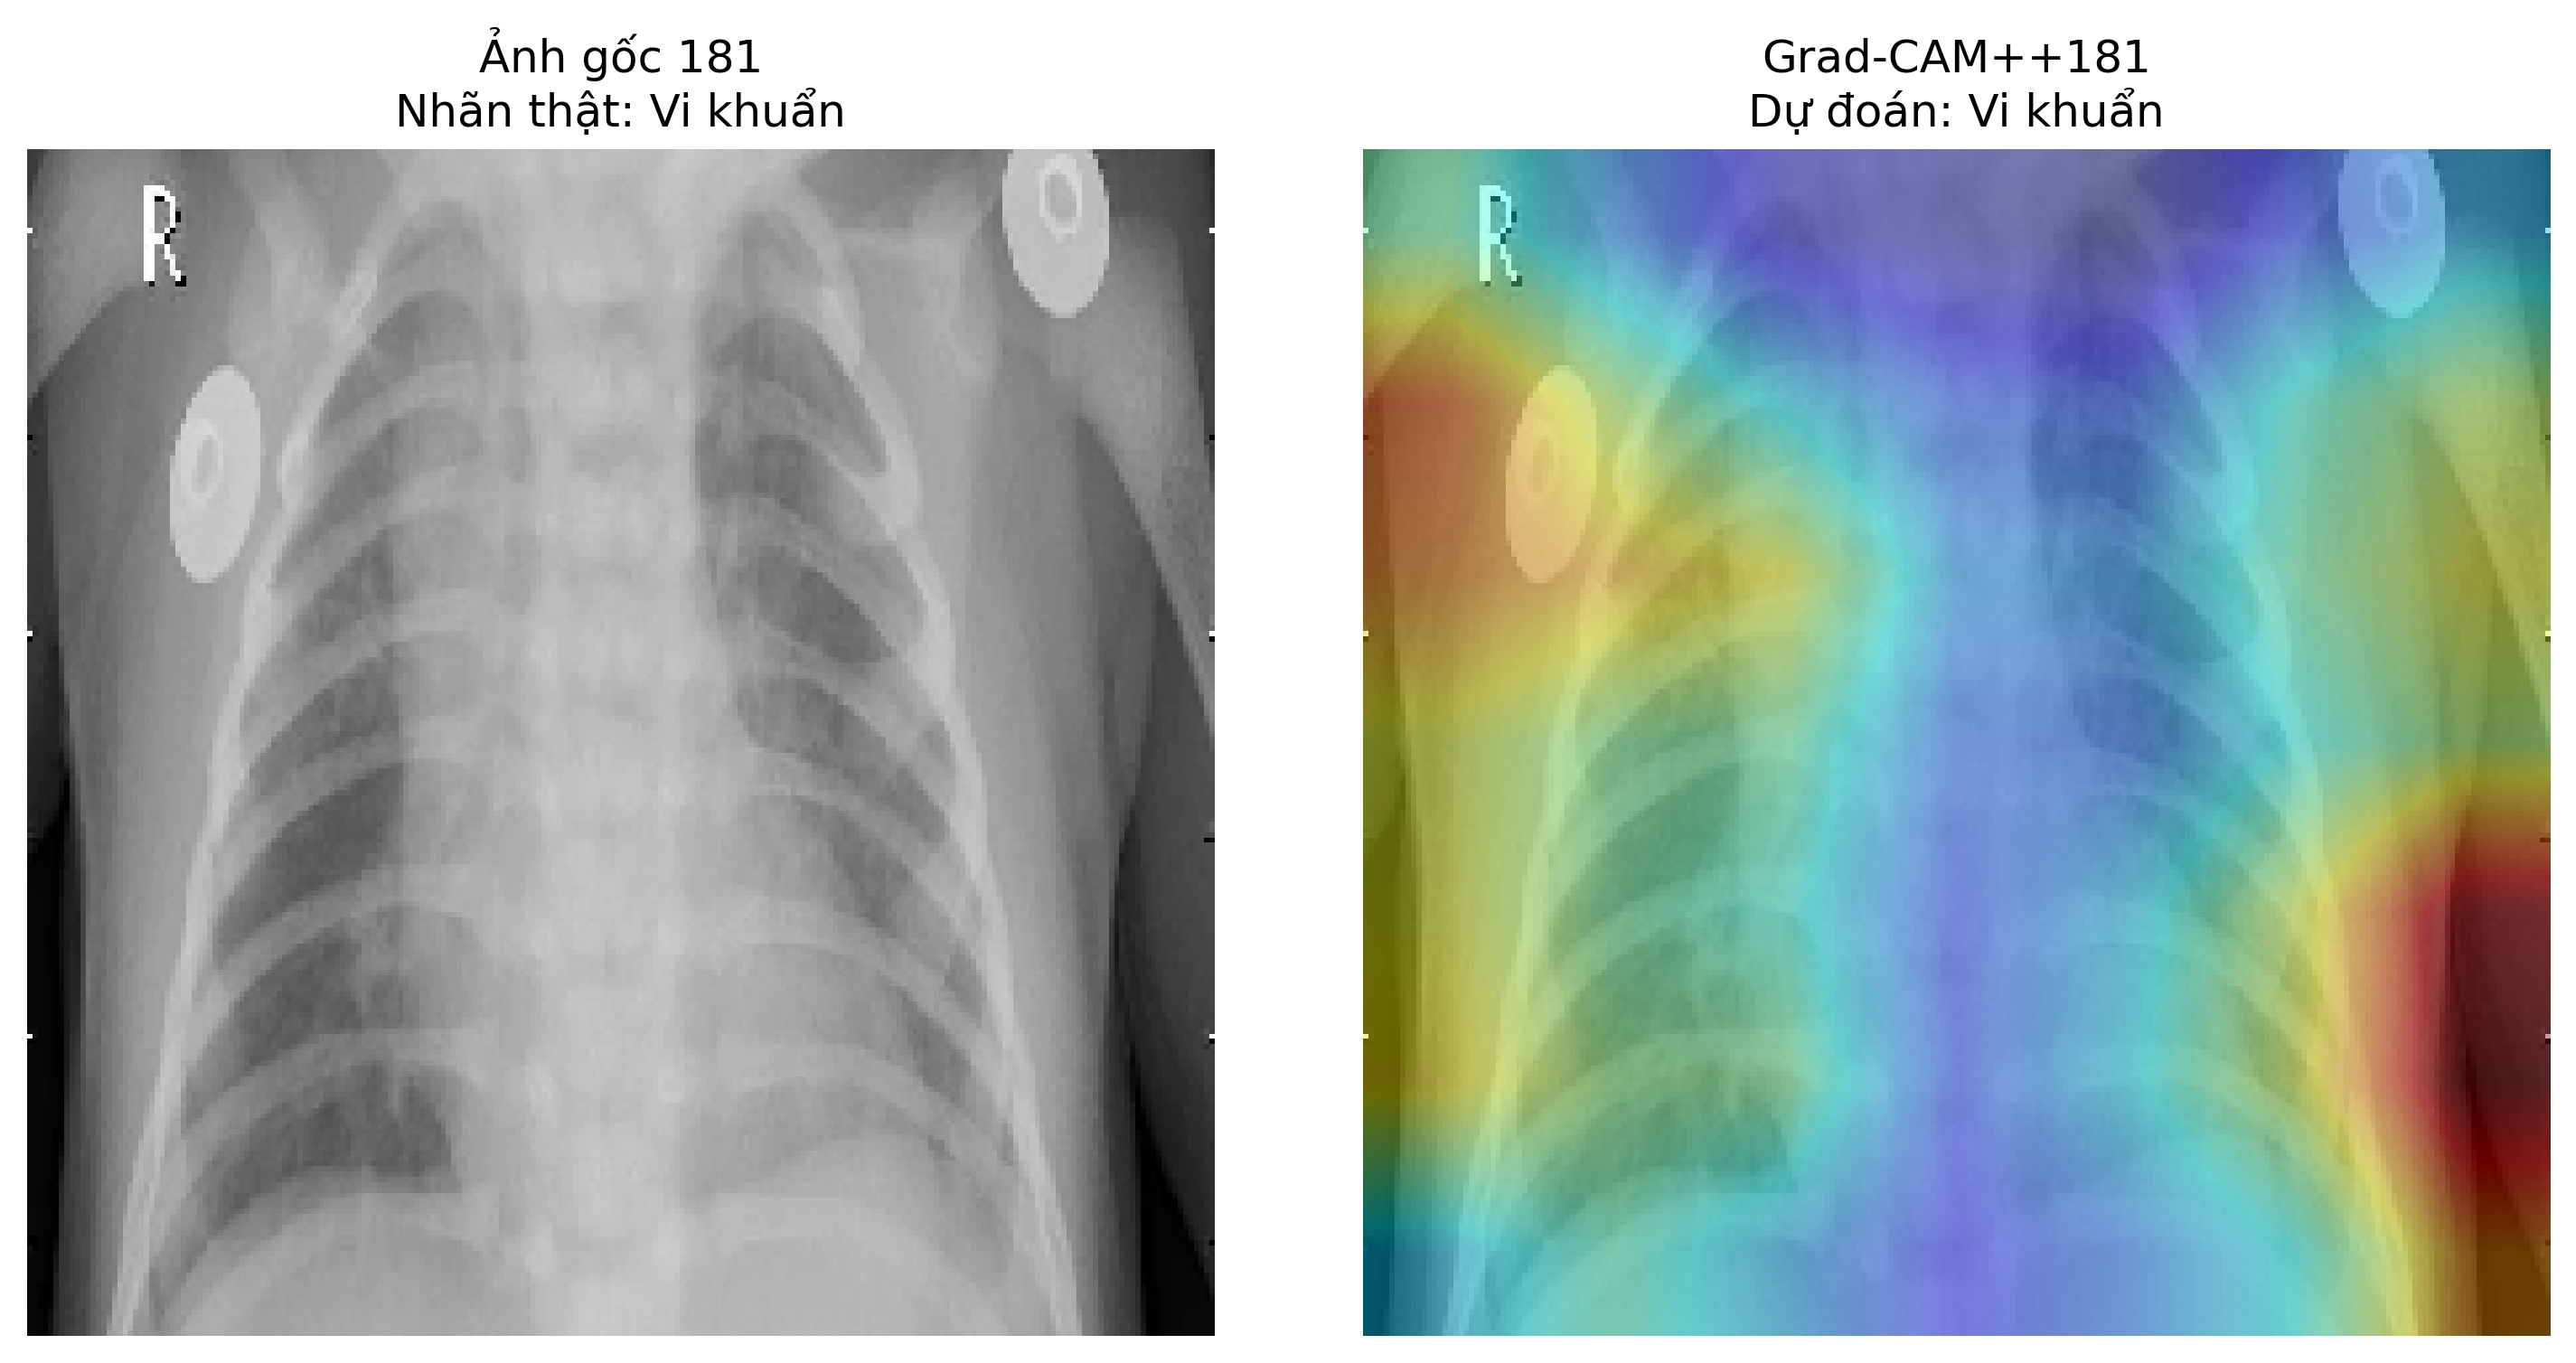 Ảnh gốc 181
Nhãn thật: Vi khuẩn
Grad-CAM++181
Dự đoán: Vi khuẩn
R
R